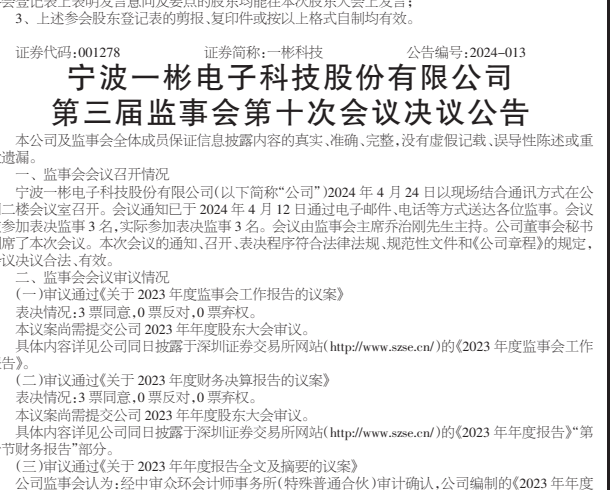 会登记表上表明发言意向及要点的股东均能在本次股东大会上发言；
3、上述参会股东登记表的剪报、复印件或按以上格式自制均有效。
证券代码:001278 证券简称:一彬科技 公告编号:2024-013
宁波一彬电子科技股份有限公司
第三届监事会第十次会议决议公告
本公司及监事会全体成员保证信息披露内容的真实、准确、完整,没有虚假记载、误导性陈述或重
遗漏。
一、监事会会议召开情况
宁波一彬电子科技股份有限公司(以下简称“公司”)2024 年 4 月 24 日以现场结合通讯方式在公
二楼会议室召开。会议通知已于 2024 年 4 月 12 日通过电子邮件、电话等方式送达各位监事。会议
参加表决监事 3 名,实际参加表决监事 3 名。会议由监事会主席乔治刚先生主持。公司董事会秘书
席了本次会议。本次会议的通知、召开、表决程序符合法律法规、规范性文件和《公司章程》的规定,
议决议合法、有效。
二、监事会会议审议情况
(一)审议通过《关于 2023 年度监事会工作报告的议案》
表决情况:3 票同意,0 票反对,0 票弃权。
本议案尚需提交公司 2023 年年度股东大会审议。
具体内容详见公司同日披露于深圳证券交易所网站(http://www.szse.cn/)的《2023 年度监事会工作
告》。
(二)审议通过《关于 2023 年度财务决算报告的议案》
表决情况:3 票同意,0 票反对,0 票弃权。
本议案尚需提交公司 2023 年年度股东大会审议。
具体内容详见公司同日披露于深圳证券交易所网站(http://www.szse.cn/)的《2023 年年度报告》“第
节财务报告”部分。
(三)审议通过《关于 2023 年年度报告全文及摘要的议案》
公司监事会认为:经中审众环会计师事务所(特殊普通合伙)审计确认,公司编制的《2023 年年度